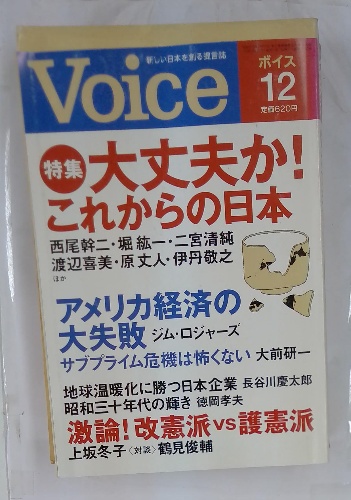 新しい日本を創る提言誌
Voice
ボイス
12
定価620円
特集
大丈夫か!
これからの日本
西尾幹二・堀 紘一・二宮清純
渡辺喜美・原 丈人・伊丹敬之
ほか
アメリカ経済の
大失敗 ジム・ロジャーズ
サブプライム危機は怖くない 大前研一
地球温暖化に勝つ日本企業 長谷川慶太郎
昭和三十年代の輝き 徳岡孝夫
激論!改憲派vs護憲派
上坂冬子〈対談〉鶴見俊輔